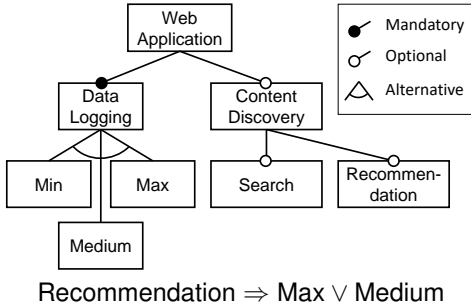 Web
Application
Mandatory
Optional
Alternative
Data
Logging
Content
Discovery
Min
Max
Search
Recommen-
dation
Medium
Recommendation ⇒ Max ∨ Medium